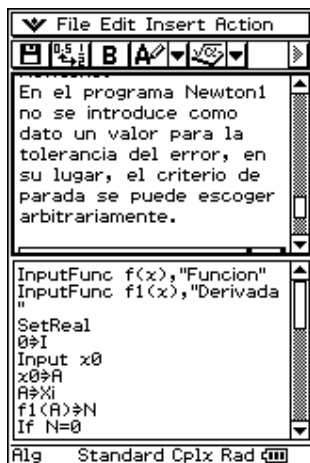 File Edit Insert Action
B A
En el programa Newton1
no se introduce como
dato un valor para la
tolerancia del error, en
su lugar, el criterio de
parada se puede escoger
arbitrariamente.
InputFunc f(x),"Funcion"
InputFunc f1(x),"Derivada
"
SetReal
0⇒I
Input x0
x0⇒A
A⇒Xi
f1(A)⇒N
If N=0
Alg Standard Cplx Rad